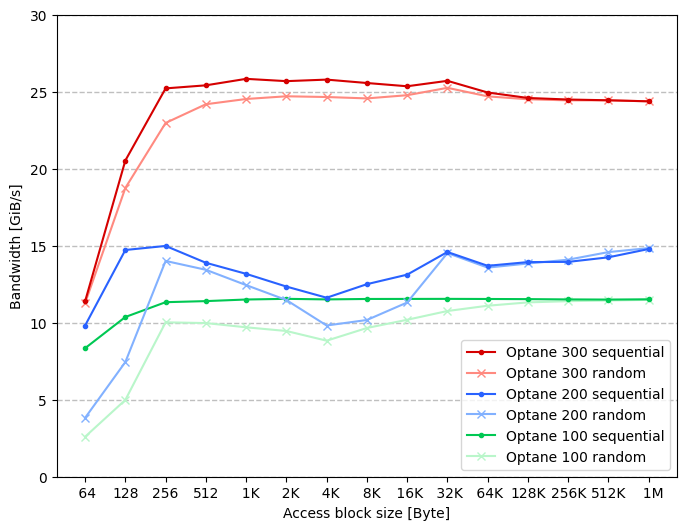 30
25
20
15
10
5
0
Bandwidth [GiB/s]
64 128 256 512 1K 2K 4K 8K 16K 32K 64K 128K 256K 512K 1M
Access block size [Byte]
Optane 300 sequential
Optane 300 random
Optane 200 sequential
Optane 200 random
Optane 100 sequential
Optane 100 random